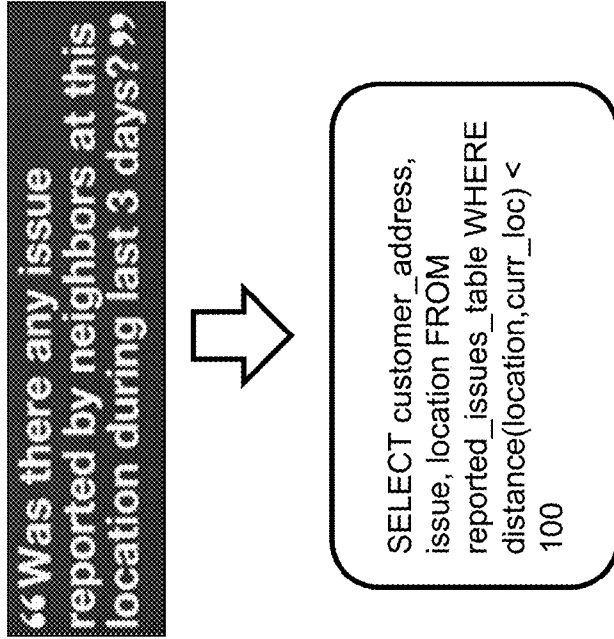 “Was there any issue
reported by neighbors at this
location during last 3 days?”
SELECT customer_address,
issue, location FROM
reported_issues_table WHERE
distance(location,curr_loc) <
100